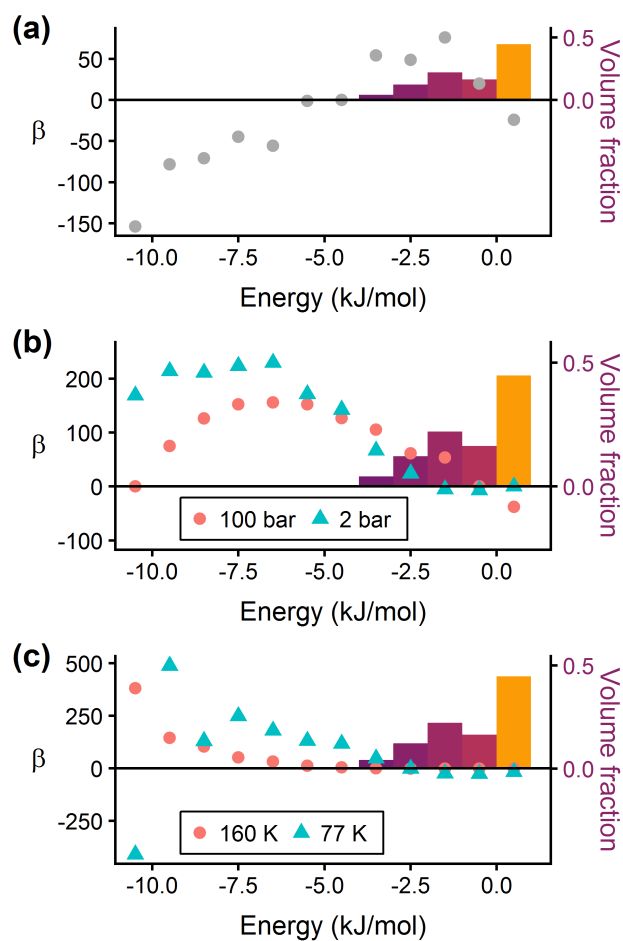 (a)
50
0
-50
-100
-150
β
0.5
0.0
Volume fraction
-10.0 -7.5 -5.0 -2.5 0.0
Energy (kJ/mol)
(b)
200
100
0
-100
β
0.5
0.0
Volume fraction
100 bar 2 bar
-10.0 -7.5 -5.0 -2.5 0.0
Energy (kJ/mol)
(c)
500
250
0
-250
β
0.5
0.0
Volume fraction
160 K 77 K
-10.0 -7.5 -5.0 -2.5 0.0
Energy (kJ/mol)